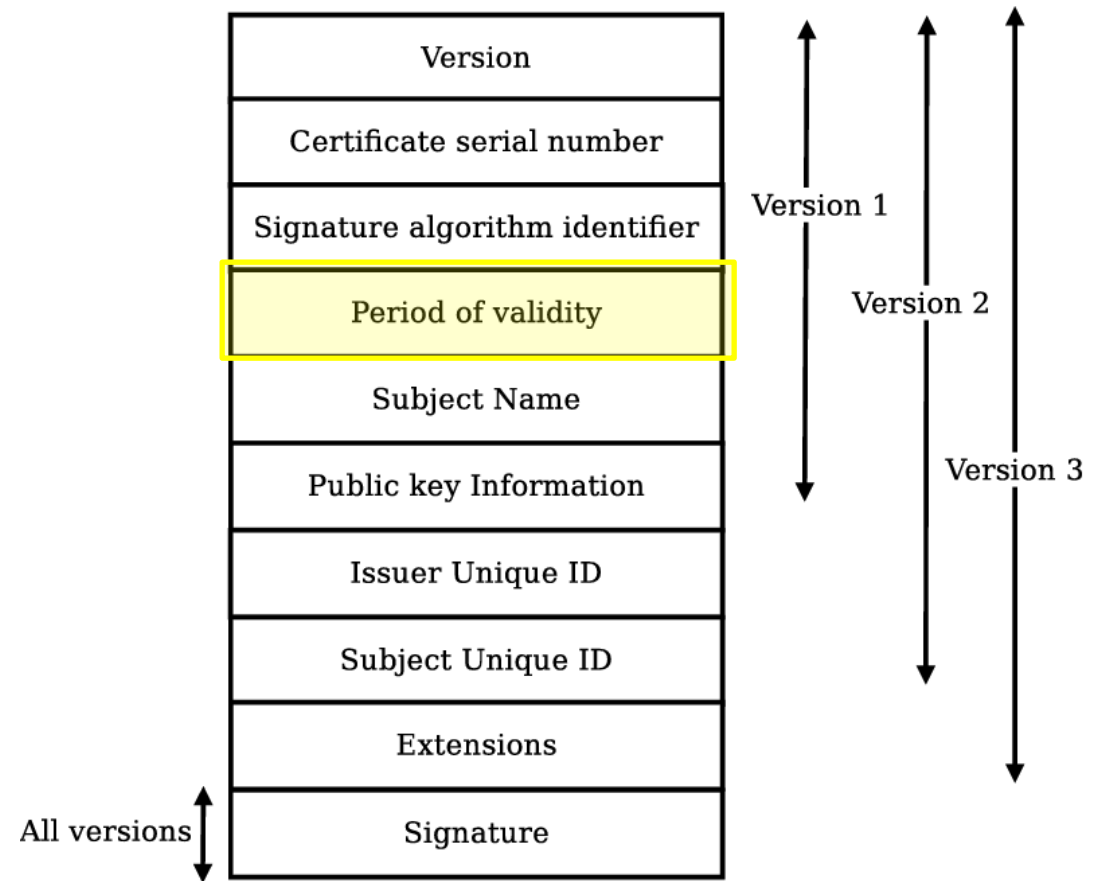 Version
Certificate serial number
Signature algorithm identifier
Period of validity
Subject Name
Public key Information
Issuer Unique ID
Subject Unique ID
Extensions
Signature
Version 1
Version 2
Version 3
All versions